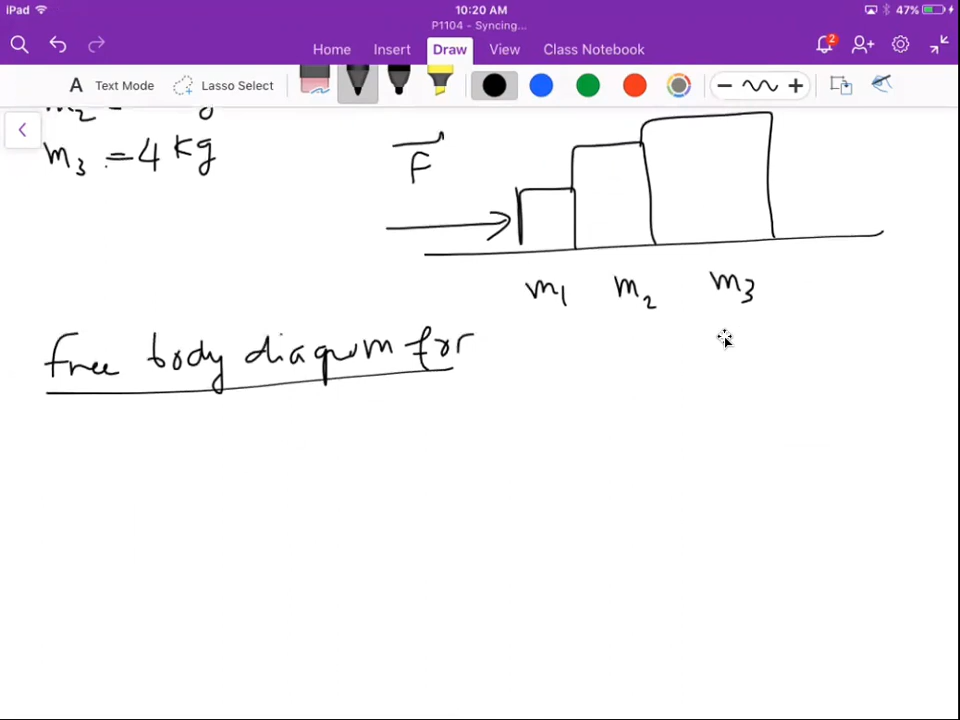 iPad
10:20 AM
47%
P1104 - Syncing...
Home Insert Draw View Class Notebook
2
A Text Mode Lasso Select
m3 = 4 kg
F
m1 m2 m3
free body diagram for